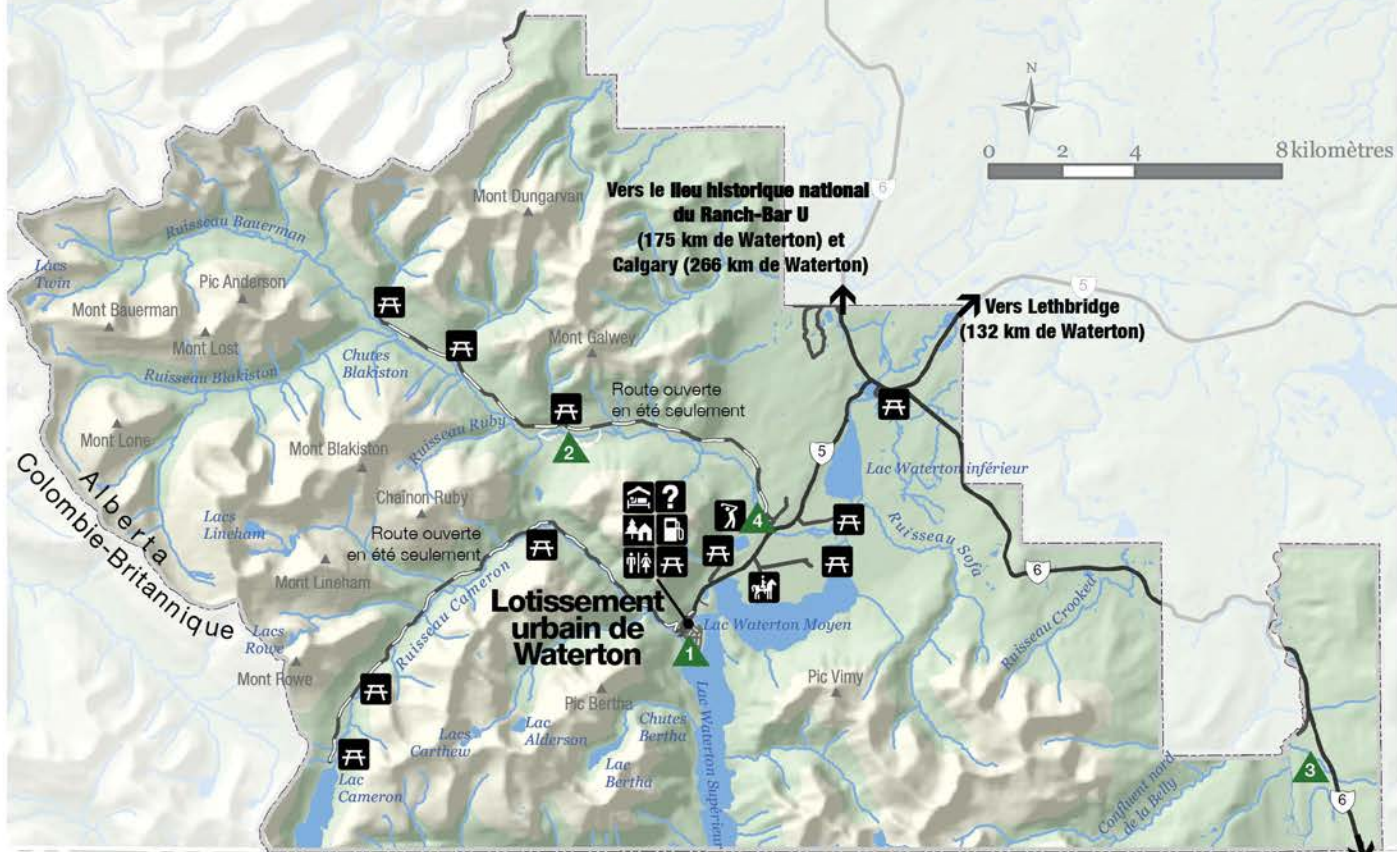 N
0 2 4 8 kilomètres
6
Vers le lieu historique national
du Ranch-Bar U
(175 km de Waterton) et
Calgary (266 km de Waterton)
5
Vers Lethbridge
(132 km de Waterton)
Mont Dungarvan
Ruisseau Bauerman
Lacs
Twin
Pic Anderson
Mont Bauerman
Mont Lost
Chutes
Blakiston
Ruisseau Blakiston
Mont Galwey
Route ouverte
en été seulement
Mont Lone
Mont Blakiston
Ruisseau Ruby
2
5
Lac Waterton inférieur
Alberta
Colombie-Britannique
Chaînon Ruby
Lacs
Lineham
Route ouverte
en été seulement
?
4
Ruisseau Sofa
6
Mont Lineham
Ruisseau Cameron
Lotissement
urbain de
Waterton
Lac Waterton Moyen
1
Ruisseau Crooked
Lacs
Rowe
Mont Rowe
Pic Bertha
Pic Vimy
Lac
Alderson
Lacs
Carthew
Chutes
Bertha
Lac
Bertha
Lac Waterton Supérieur
Lac
Cameron
Confluent nord
de la Belly
3
6